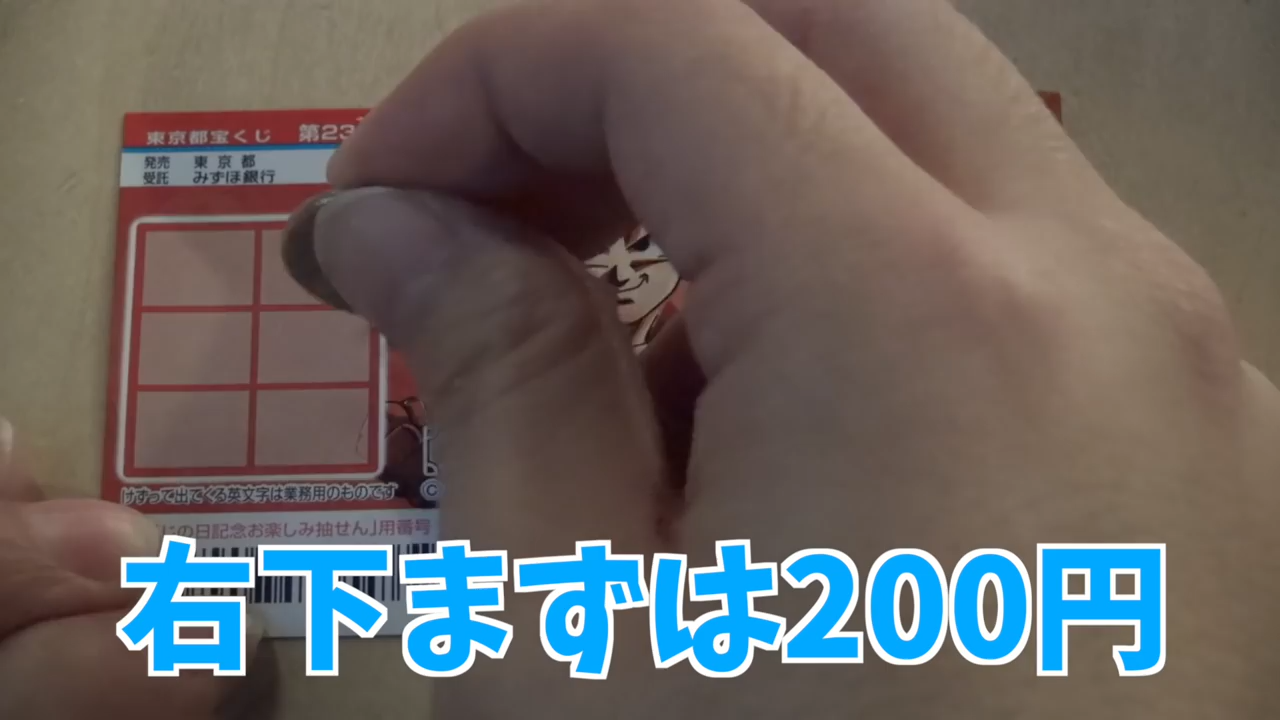 東京都宝くじ 第23
発売 東京都
受託 みずほ銀行
けずって出てくる英文字は業務用のものです
じの日記念お楽しみ抽せん」用番号
右下まずは200円